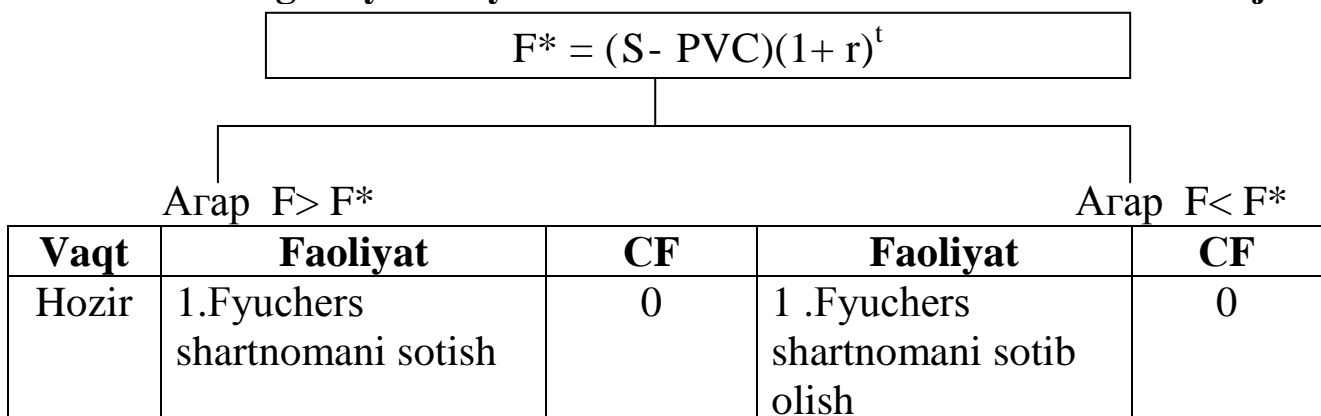 F* = (S- PVC)(1+ r)^t
Агар F> F*
Агар F< F*
Vaqt Faoliyat CF Faoliyat CF
Hozir 1.Fyuchers 0 1 .Fyuchers 0
shartnomani sotish shartnomani sotib
olish